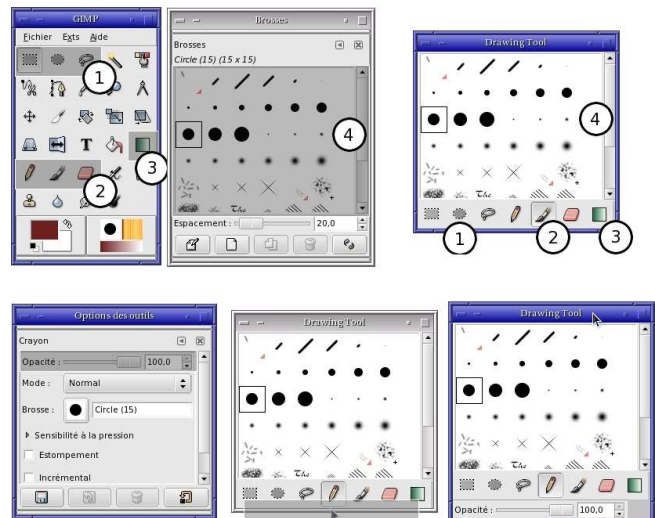 GIMP
Fichier Exts Aide
1
2
3
Brosses
Brosses
Circle (15) (15 x 15)
4
Espacement :
20,0
Drawing Tool
4
1
2
3
Options des outils
Crayon
Opacité :
100,0
Mode :
Normal
Brosse :
Circle (15)
Sensibilité à la pression
Estompement
Incrémental
Drawing Tool
Drawing Tool
Opacité :
100,0